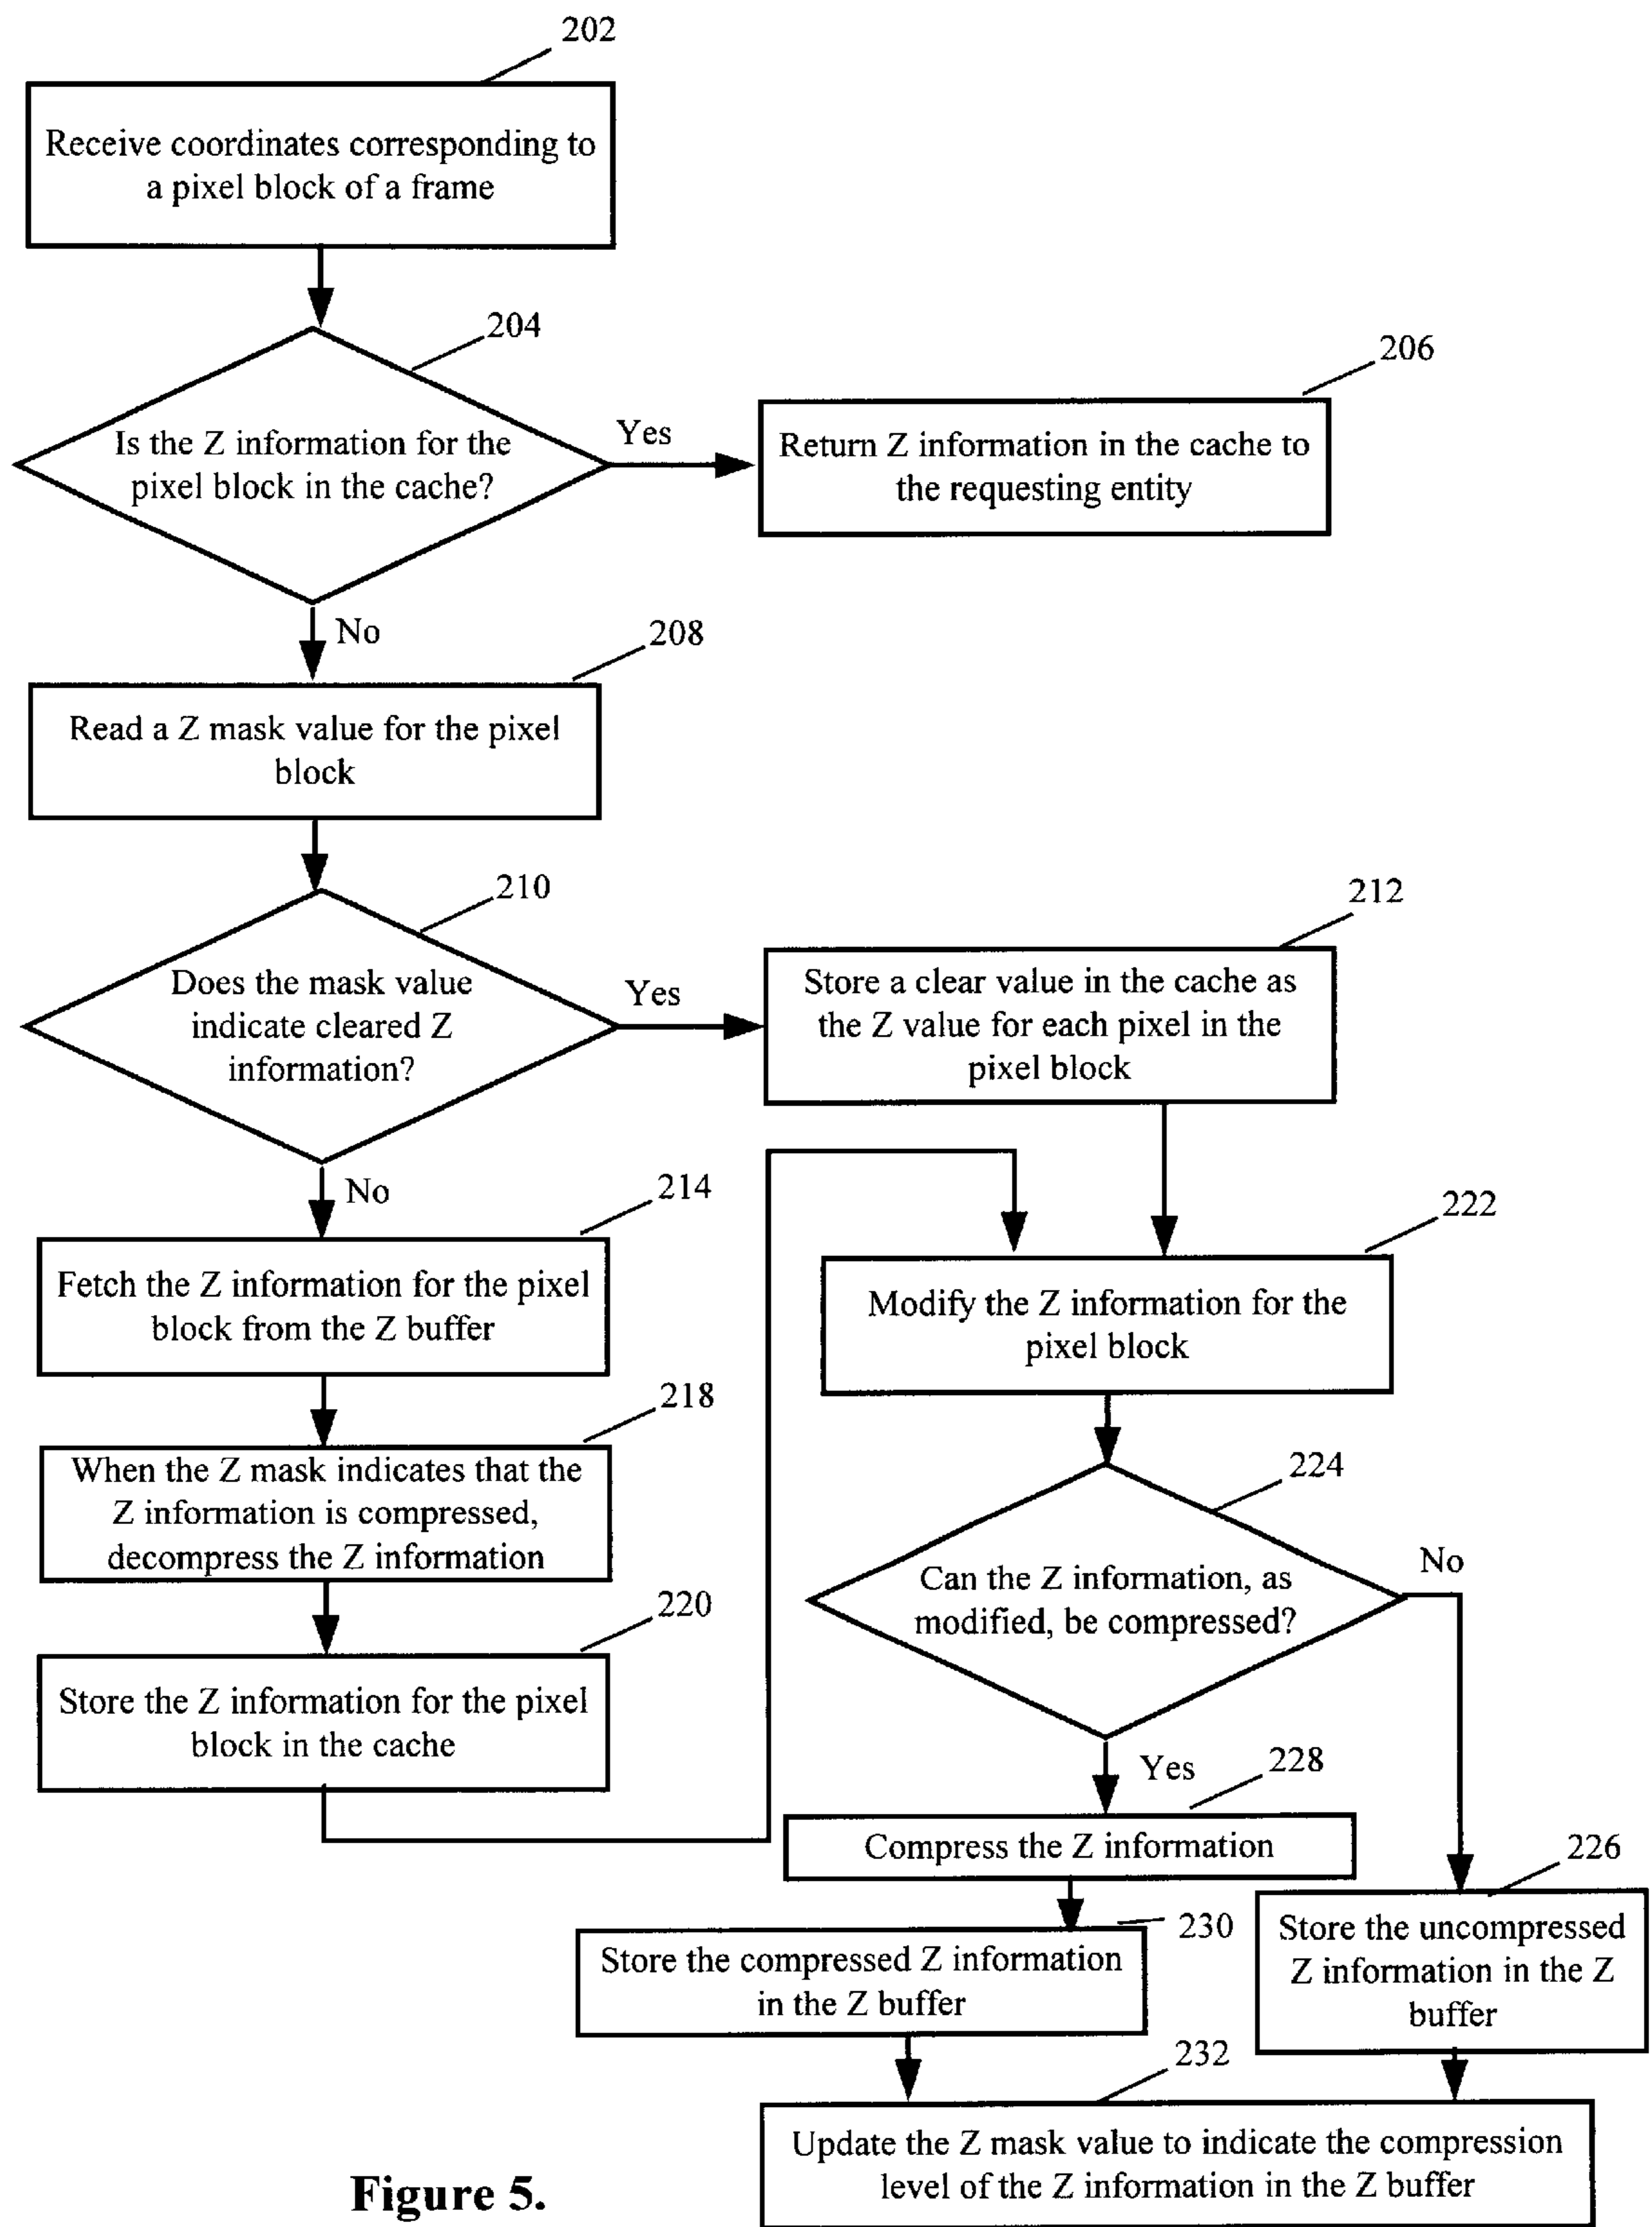 202
Receive coordinates corresponding to
a pixel block of a frame
204
Is the Z information for the
pixel block in the cache?
Yes
206
Return Z information in the cache to
the requesting entity
No
208
Read a Z mask value for the pixel
block
210
Does the mask value
indicate cleared Z
information?
Yes
212
Store a clear value in the cache as
the Z value for each pixel in the
pixel block
No
214
Fetch the Z information for the pixel
block from the Z buffer
218
When the Z mask indicates that the
Z information is compressed,
decompress the Z information
220
Store the Z information for the pixel
block in the cache
222
Modify the Z information for the
pixel block
224
Can the Z information, as
modified, be compressed?
No
Yes
228
Compress the Z information
226
Store the uncompressed
Z information in the Z
buffer
230
Store the compressed Z information
in the Z buffer
232
Update the Z mask value to indicate the compression
level of the Z information in the Z buffer
Figure 5.